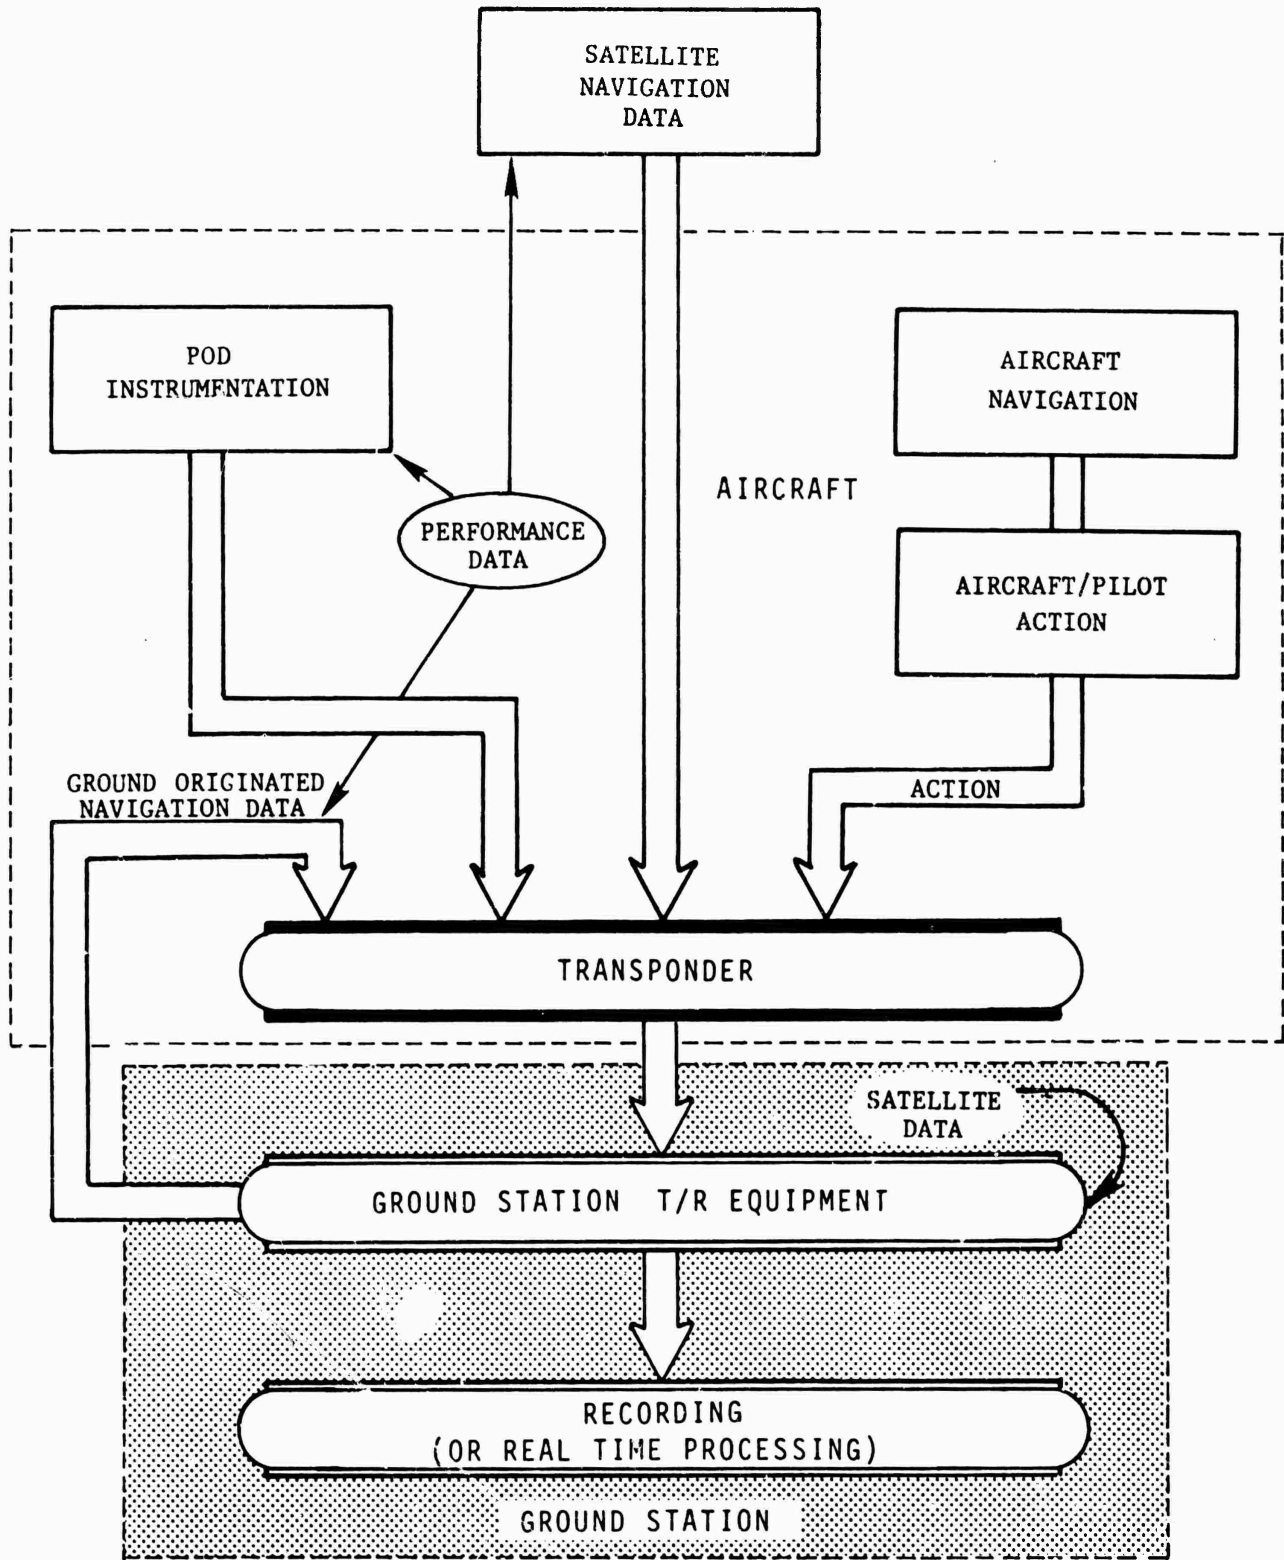 SATELLITE
NAVIGATION
DATA
POD
INSTRUMENTATION
AIRCRAFT
NAVIGATION
AIRCRAFT
PERFORMANCE
DATA
AIRCRAFT/PILOT
ACTION
GROUND ORIGINATED
NAVIGATION DATA
ACTION
TRANSPONDER
SATELLITE
DATA
GROUND STATION T/R EQUIPMENT
RECORDING
(OR REAL TIME PROCESSING)
GROUND STATION